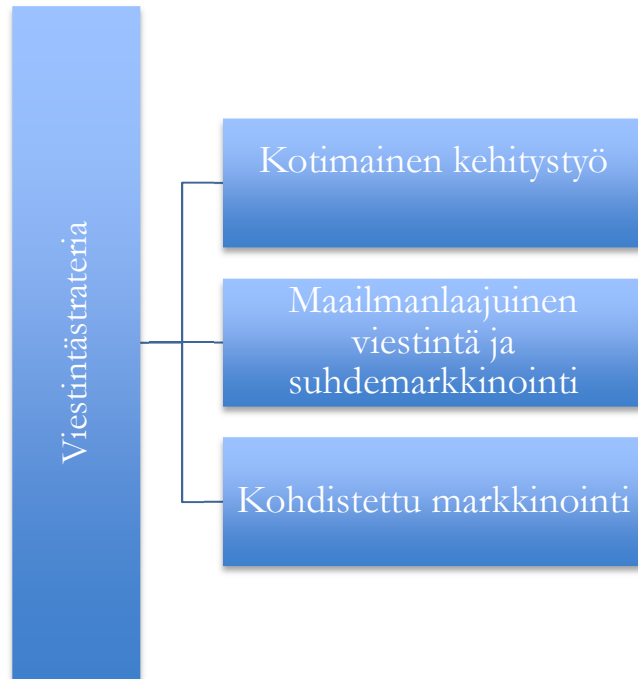 Viestintästrateria
Kotimainen kehitystyö
Maailmanlaajuinen
viestintä ja
suhdemarkkinointi
Kohdistettu markkinointi